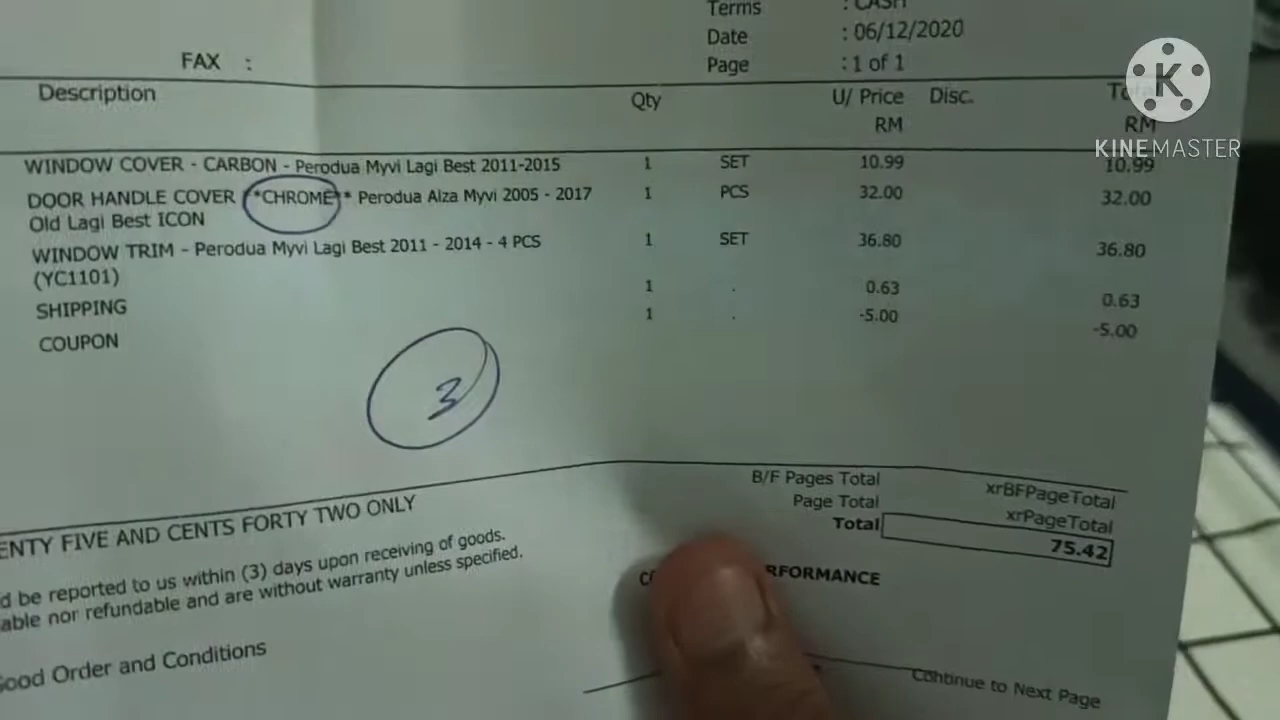 Terms : CASH
Date : 06/12/2020
FAX : Page : 1 of 1
Description Qty U/ Price Disc. Total
RM RM
WINDOW COVER - CARBON - Perodua Myvi Lagi Best 2011-2015 1 SET 10.99 10.99
DOOR HANDLE COVER **CHROME** Perodua Alza Myvi 2005 - 2017 1 PCS 32.00 32.00
Old Lagi Best ICON
WINDOW TRIM - Perodua Myvi Lagi Best 2011 - 2014 - 4 PCS 1 SET 36.80 36.80
(YC1101)
SHIPPING 1 . 0.63 0.63
COUPON 1 . -5.00 -5.00
3
B/F Pages Total xrBFPageTotal
Page Total xrPageTotal
Total 75.42
ENTY FIVE AND CENTS FORTY TWO ONLY
d be reported to us within (3) days upon receiving of goods.
able nor refundable and are without warranty unless specified.
RFORMANCE
Good Order and Conditions
Continue to Next Page
K
KINEMASTER